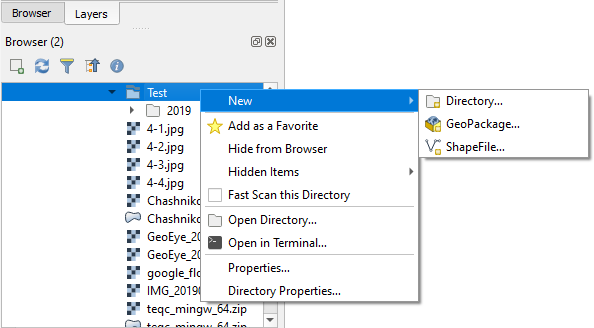 Browser Layers
Browser (2)
Test
2019
4-1.jpg
4-2.jpg
4-3.jpg
4-4.jpg
GeoEye_20
GeoEye_20
google_flo
IMG_2019
teqc_mingw_64.zip
teqc_mingw_64.zip
New
Add as a Favorite
Hide from Browser
Hidden Items
Fast Scan this Directory
Open Directory...
Open in Terminal...
Properties...
Directory Properties...
Directory...
GeoPackage...
ShapeFile...